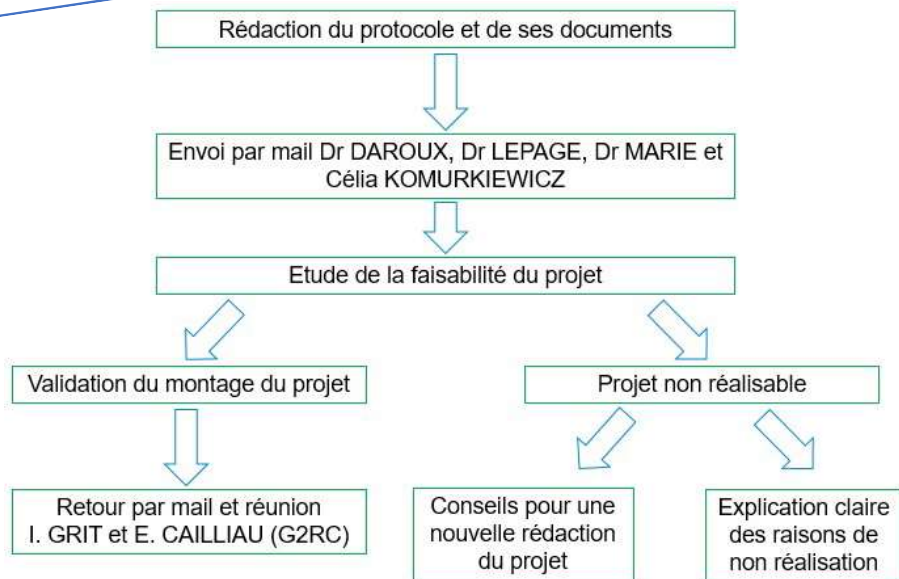 Rédaction du protocole et de ses documents
Envoi par mail Dr DAROUX, Dr LEPAGE, Dr MARIE et
Célia KOMURKIEWICZ
Etude de la faisabilité du projet
Validation du montage du projet
Projet non réalisable
Retour par mail et réunion
I. GRIT et E. CAILLIAU (G2RC)
Conseils pour une
nouvelle rédaction
du projet
Explication claire
des raisons de
non réalisation